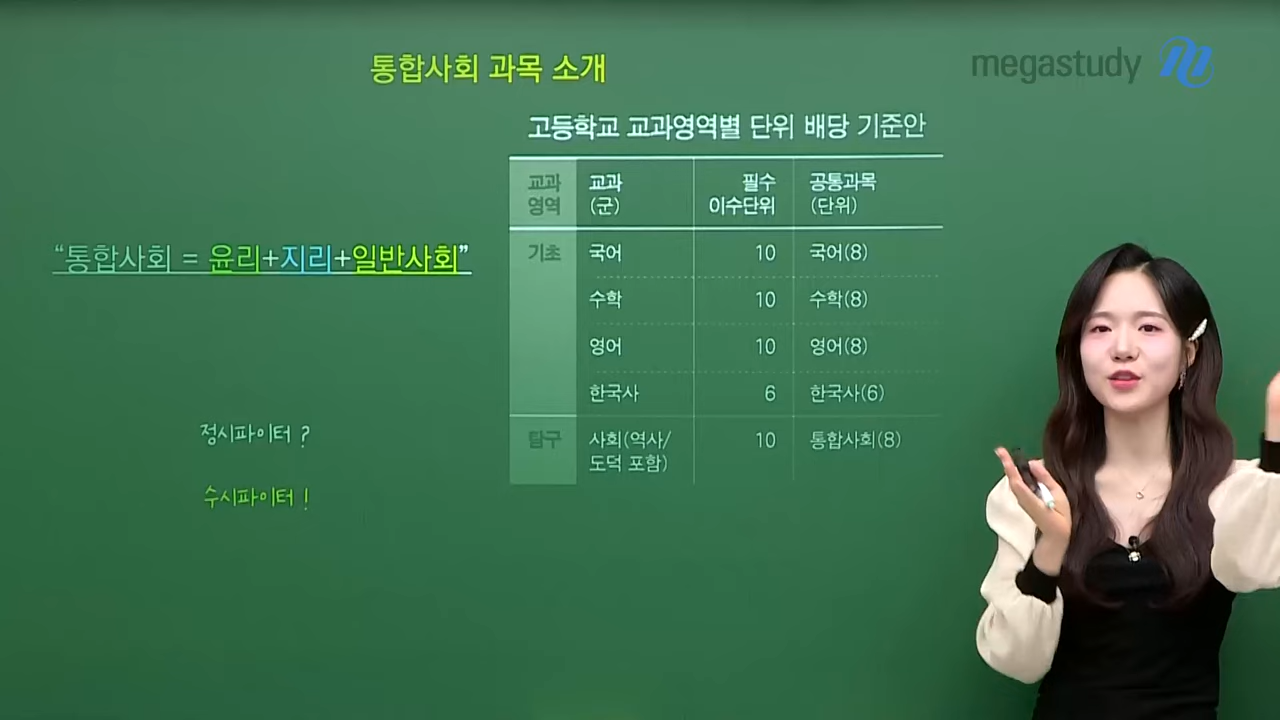 통합사회 과목 소개
megastudy
고등학교 교과영역별 단위 배당 기준안
교과 영역 교과 (군) 필수 이수단위 공통과목 (단위)
기초 국어 10 국어(8)
수학 10 수학(8)
영어 10 영어(8)
한국사 6 한국사(6)
탐구 사회(역사/ 도덕 포함) 10 통합사회(8)
“통합사회 = 윤리+지리+일반사회”
정시파이터 ?
수시파이터 !